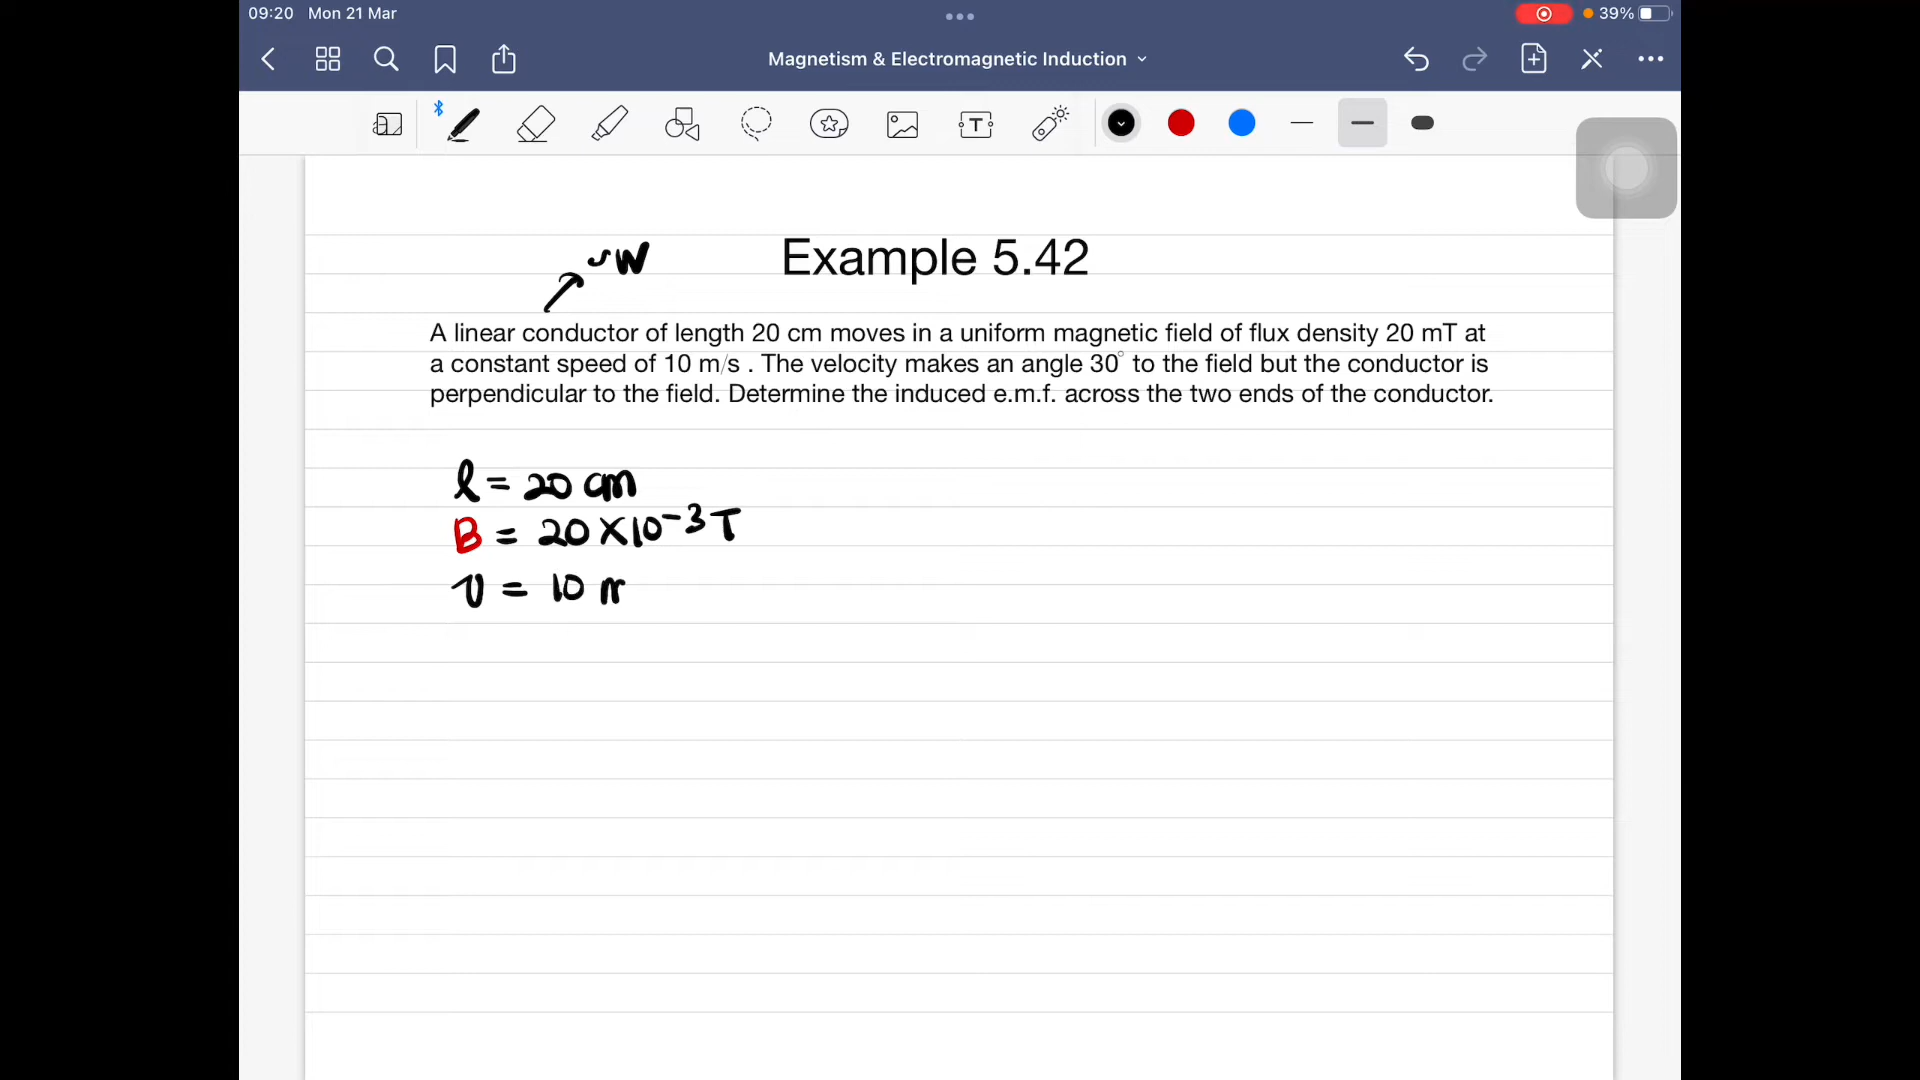 09:20 Mon 21 Mar
39%
Magnetism & Electromagnetic Induction
Example 5.42
A linear conductor of length 20 cm moves in a uniform magnetic field of flux density 20 mT at
a constant speed of 10 m/s . The velocity makes an angle 30° to the field but the conductor is
perpendicular to the field. Determine the induced e.m.f. across the two ends of the conductor.
l = 20 cm
B = 20 × 10⁻³ T
v = 10 m